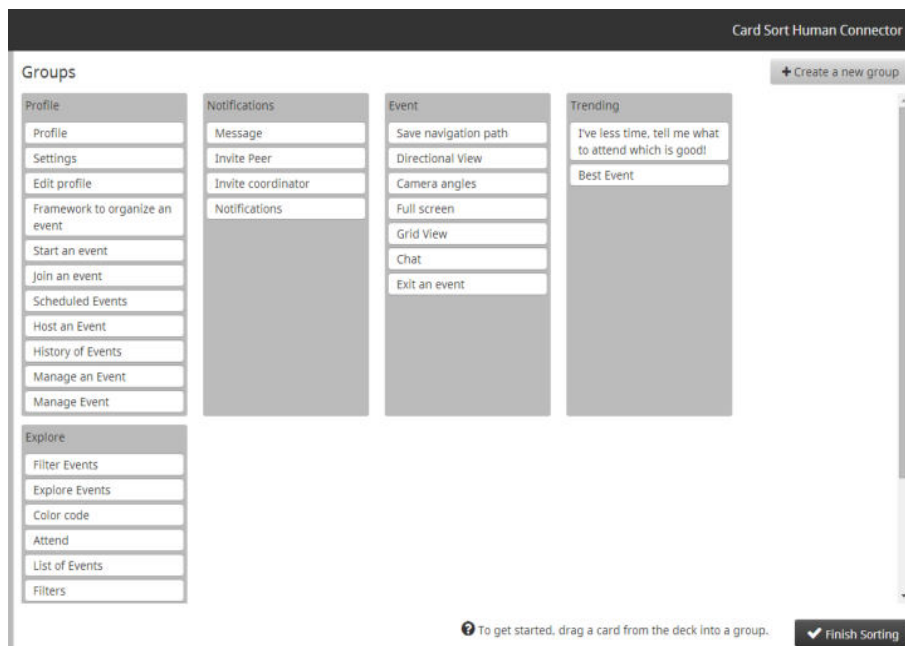 Card Sort Human Connector
Groups
+ Create a new group
Profile
Profile
Settings
Edit profile
Framework to organize an
event
Start an event
Join an event
Scheduled Events
Host an Event
History of Events
Manage an Event
Manage Event
Notifications
Message
Invite Peer
Invite coordinator
Notifications
Event
Save navigation path
Directional View
Camera angles
Full screen
Grid View
Chat
Exit an event
Trending
I've less time, tell me what
to attend which is good!
Best Event
Explore
Filter Events
Explore Events
Color code
Attend
List of Events
Filters
? To get started, drag a card from the deck into a group.
✔ Finish Sorting